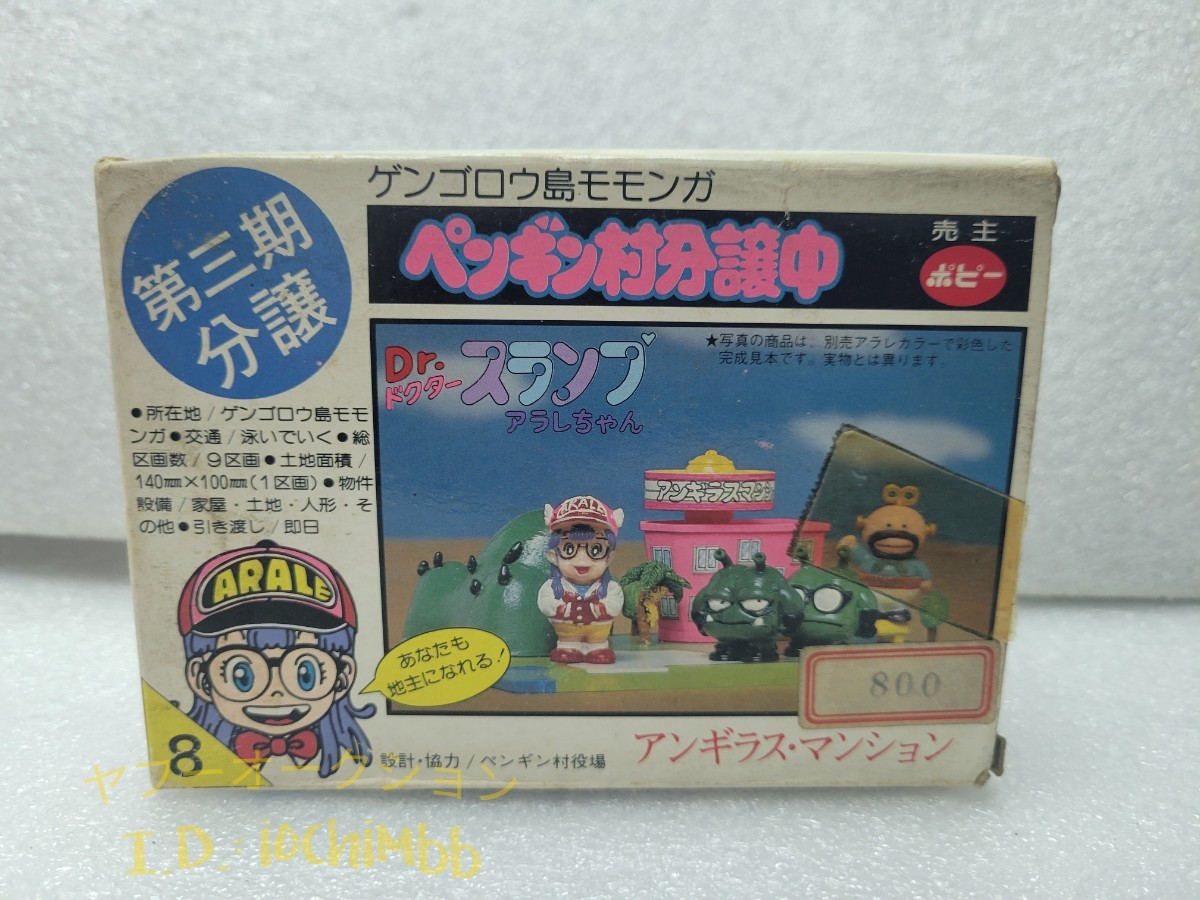 ゲンゴロウ島モモンガ
第三期
分譲
ペンギン村分譲中
売主
ポピー
Dr.
ドクター
スランプ
アラレちゃん
★写真の商品は、別売アラレカラーで彩色した
完成見本です。実物とは異ります。
●所在地/ゲンゴロウ島モモ
ンガ●交通/泳いでいく●総
区画数/9区画●土地面積/
140㎜×100㎜(1区画)●物件
設備/家屋・土地・人形・そ
の他●引き渡し/即日
アンギラスマンション
ARALE
ARALE
あなたも
地主になれる!
800
8
設計・協力/ペンギン村役場
アンギラス・マンション
ヤフーオークション
I.D.:iochimbb